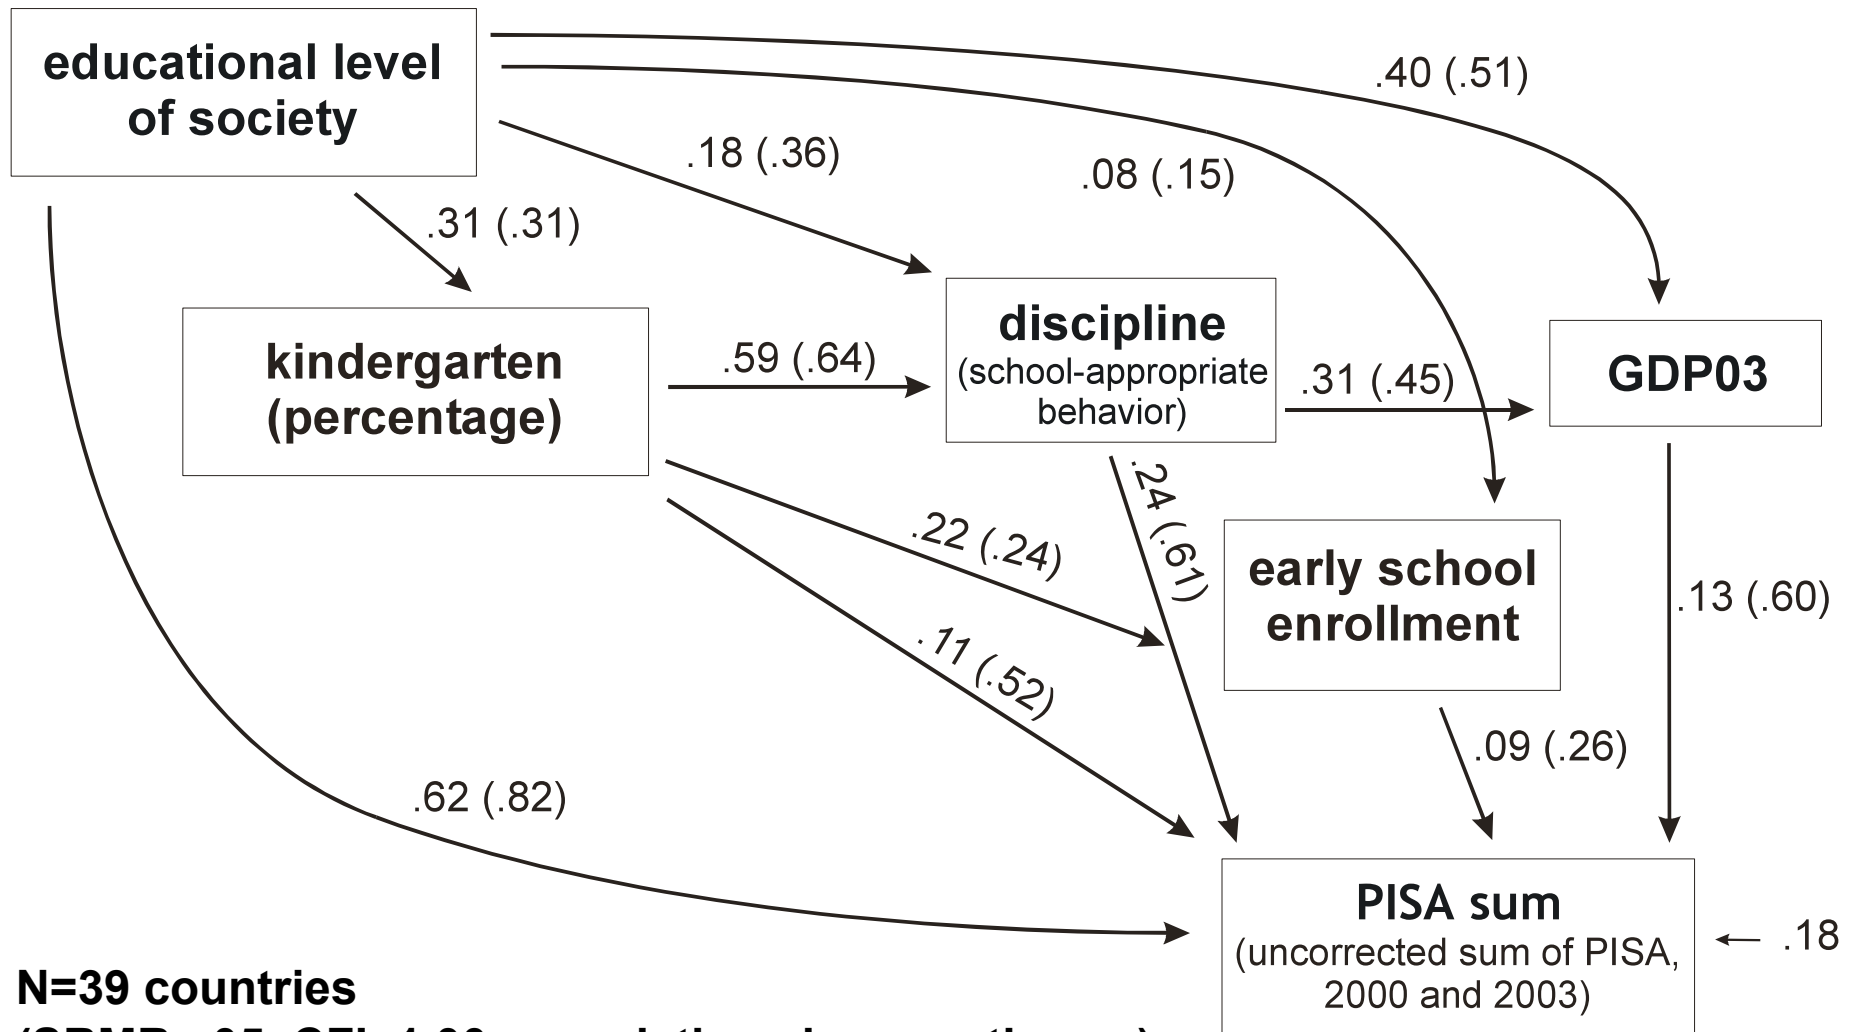 educational level
of society
.40 (.51)
.18 (.36)
.08 (.15)
.31 (.31)
kindergarten
(percentage)
.59 (.64)
discipline
(school-appropriate
behavior)
.31 (.45)
GDP03
.24 (.61)
.22 (.24)
early school
enrollment
.13 (.60)
.11 (.52)
.09 (.26)
.62 (.82)
PISA sum
(uncorrected sum of PISA,
2000 and 2003)
.18
N=39 countries